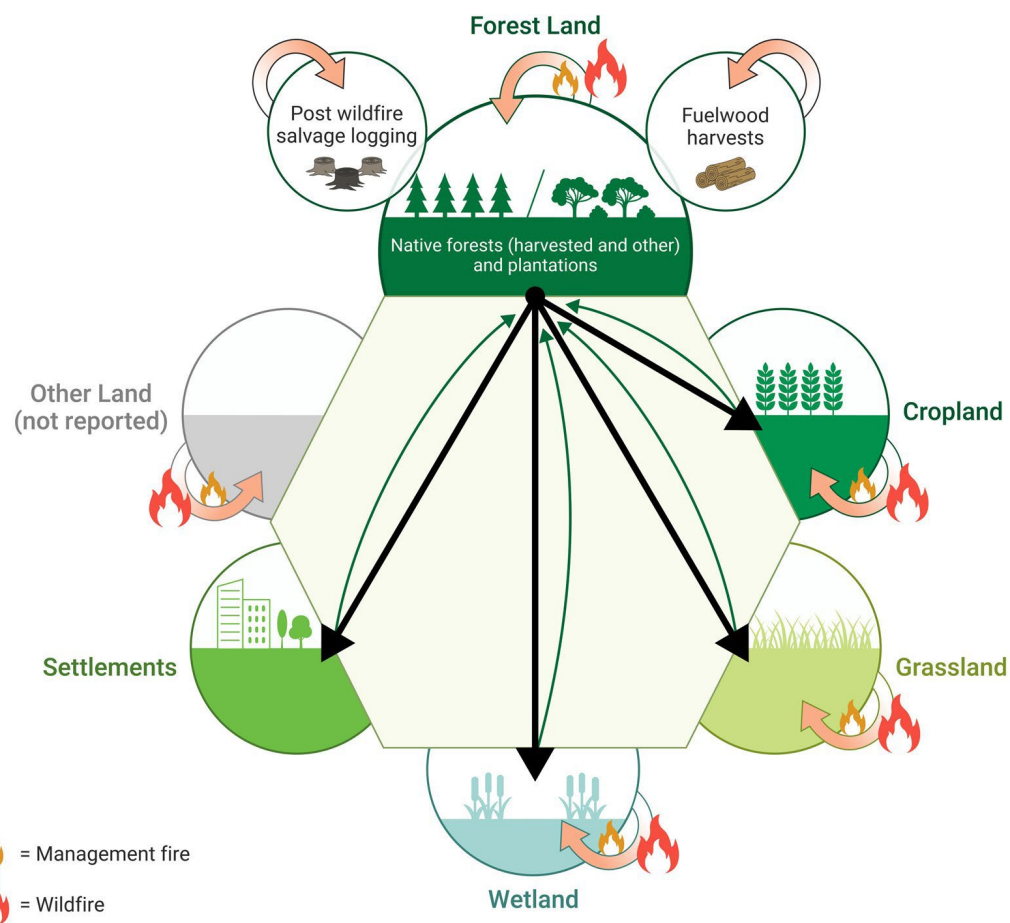 Forest Land
Post wildfire
salvage logging
Fuelwood
harvests
Native forests (harvested and other)
and plantations
Other Land
(not reported)
Cropland
Settlements
Grassland
Wetland
= Management fire
= Wildfire